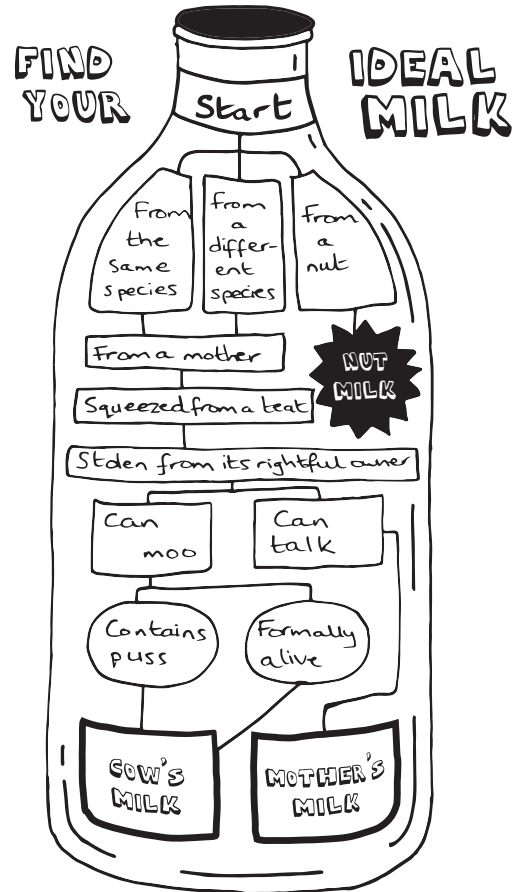 FIND
YOUR
IDEAL
MILK
Start
From
the
same
species
from
a
differ-
ent
species
From
a
nut
From a mother
NUT
MILK
Squeezed from a teat
Stolen from its rightful owner
Can
moo
Can
talk
Contains
puss
Formally
alive
COW'S
MILK
MOTHER'S
MILK